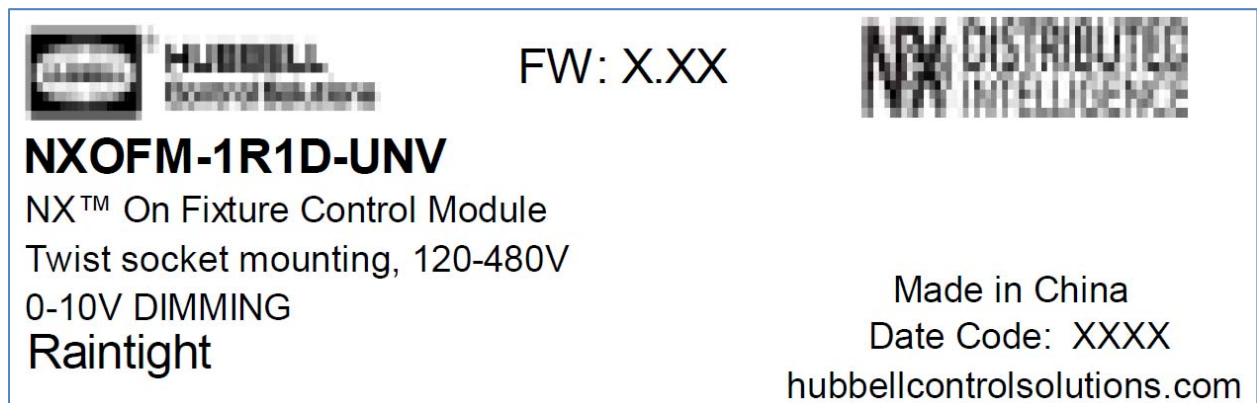 HUBBELL
Control Solutions
FW: X.XX
NX DISTRIBUTED
INTELLIGENCE
NXOFM-1R1D-UNV
NX™ On Fixture Control Module
Twist socket mounting, 120-480V
0-10V DIMMING
Raintight
Made in China
Date Code: XXXX
hubbellcontrolsolutions.com